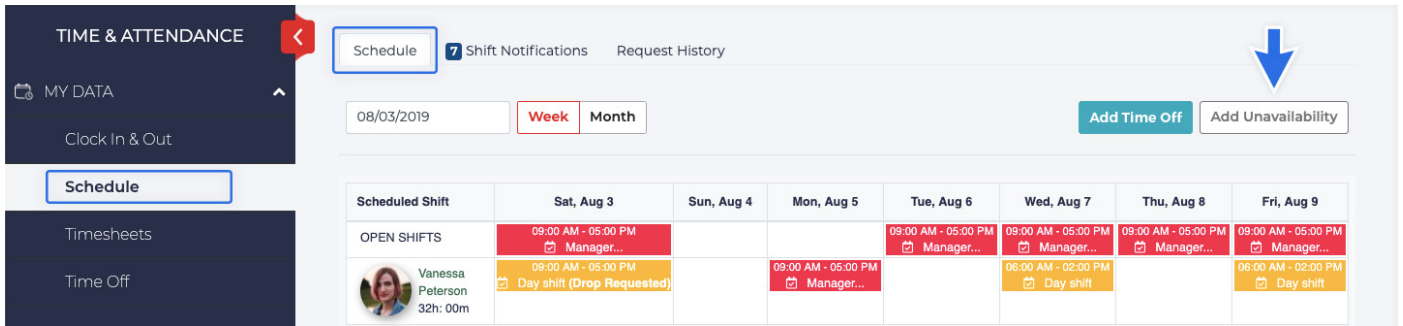 TIME & ATTENDANCE
MY DATA
Clock In & Out
Schedule
Timesheets
Time Off
Schedule 7 Shift Notifications Request History
08/03/2019 Week Month Add Time Off Add Unavailability
Scheduled Shift Sat, Aug 3 Sun, Aug 4 Mon, Aug 5 Tue, Aug 6 Wed, Aug 7 Thu, Aug 8 Fri, Aug 9
OPEN SHIFTS
09:00 AM - 05:00 PM 09:00 AM - 05:00 PM 09:00 AM - 05:00 PM 09:00 AM - 05:00 PM 09:00 AM - 05:00 PM
Manager... Manager... Manager... Manager... Manager...
Vanessa
Peterson
32h: 00m
09:00 AM - 05:00 PM 09:00 AM - 05:00 PM 06:00 AM - 02:00 PM 06:00 AM - 02:00 PM
Day shift (Drop Requested) Manager... Day shift Day shift